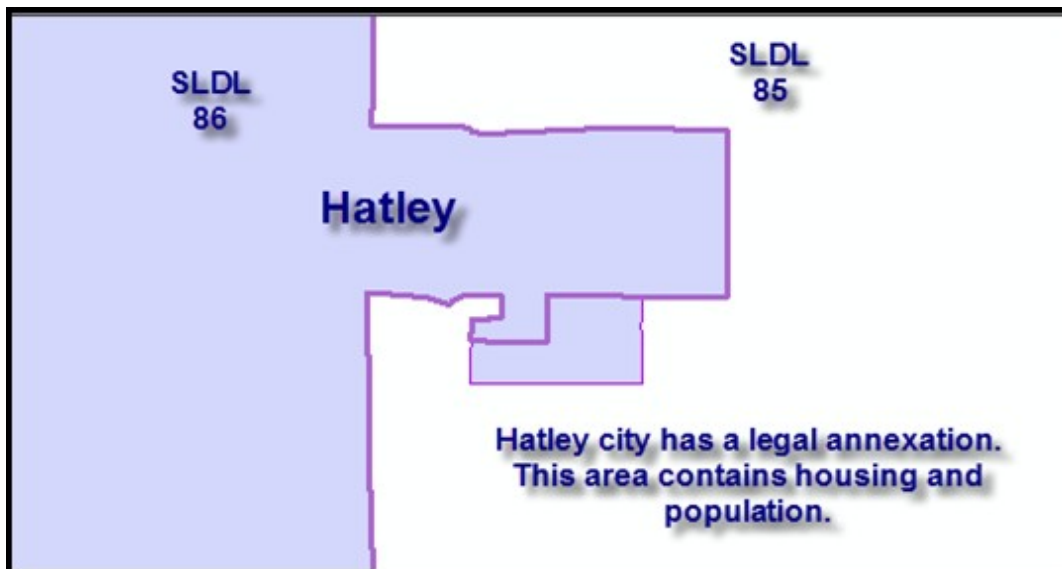 SLDL
86
SLDL
85
Hatley
Hatley city has a legal annexation.
This area contains housing and
population.